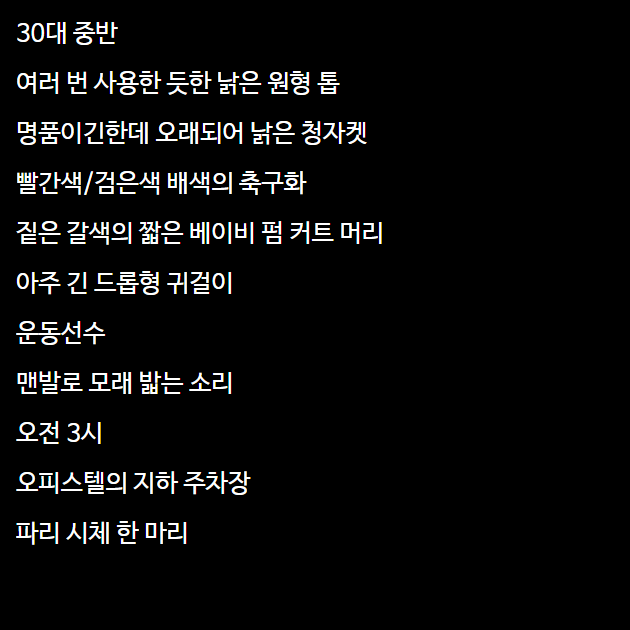 30대 중반
여러 번 사용한 듯한 낡은 원형 톱
명품이긴한데 오래되어 낡은 청자켓
빨간색/검은색 배색의 축구화
짙은 갈색의 짧은 베이비 펌 커트 머리
아주 긴 드롭형 귀걸이
운동선수
맨발로 모래 밟는 소리
오전 3시
오피스텔의 지하 주차장
파리 시체 한 마리